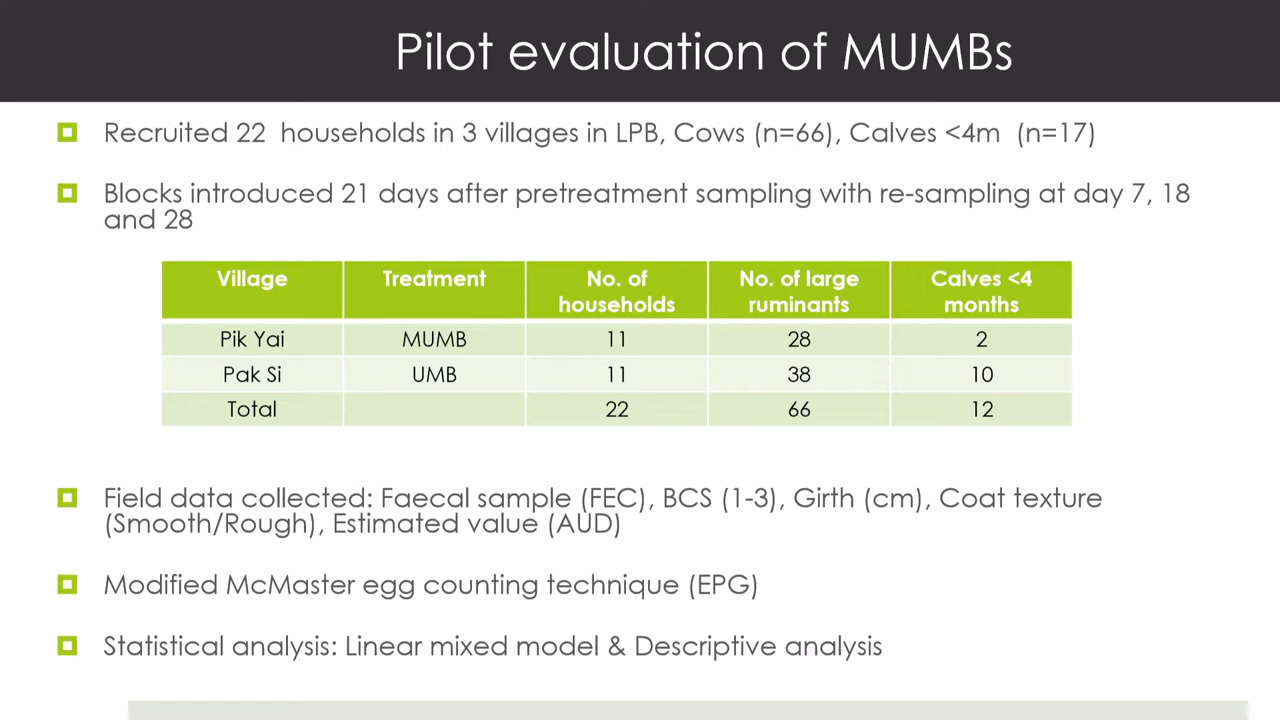 Pilot evaluation of MUMBs
Recruited 22 households in 3 villages in LPB, Cows (n=66), Calves <4m (n=17)
Blocks introduced 21 days after pretreatment sampling with re-sampling at day 7, 18
and 28
Village Treatment No. of households No. of large ruminants Calves <4 months
Pik Yai MUMB 11 28 2
Pak Si UMB 11 38 10
Total 22 66 12
Field data collected: Faecal sample (FEC), BCS (1-3), Girth (cm), Coat texture
(Smooth/Rough), Estimated value (AUD)
Modified McMaster egg counting technique (EPG)
Statistical analysis: Linear mixed model & Descriptive analysis